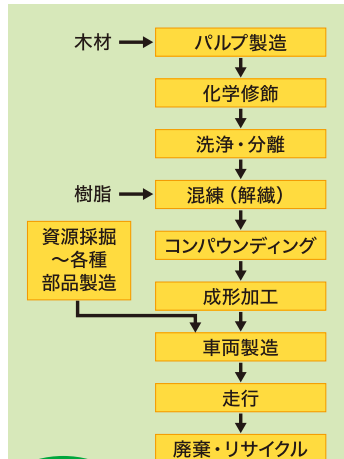 木材
パルプ製造
化学修飾
洗浄・分離
樹脂
混練（解繊）
コンパウンディング
資源採掘
～各種
部品製造
成形加工
車両製造
走行
廃棄・リサイクル